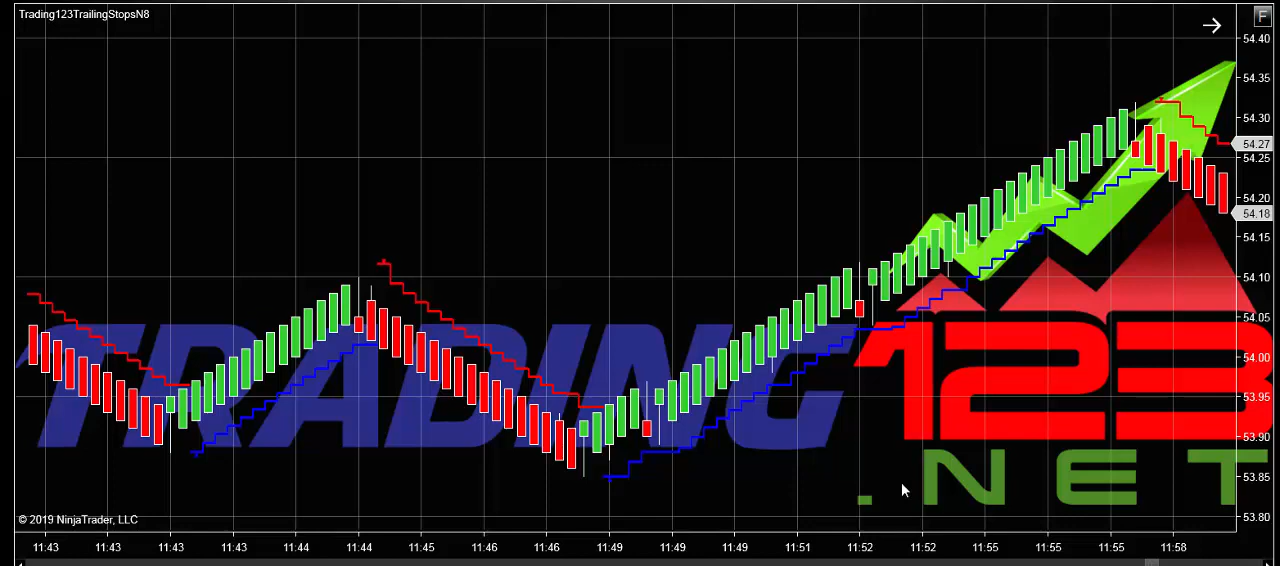 Trading123TrailingStopsN8
F
54.40
54.35
54.30
54.27
54.25
54.20
54.18
54.15
54.10
54.05
54.00
53.95
53.90
53.85
53.80
TRADING 123
.NET
© 2019 NinjaTrader, LLC
11:43 11:43 11:43 11:43 11:44 11:44 11:45 11:46 11:46 11:49 11:49 11:49 11:51 11:52 11:52 11:55 11:55 11:55 11:58